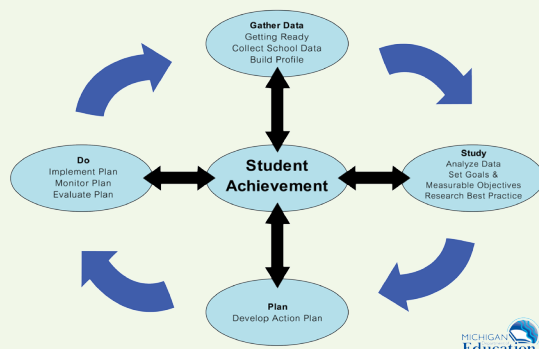 Gather Data
Getting Ready
Collect School Data
Build Profile
Do
Implement Plan
Monitor Plan
Evaluate Plan
Student
Achievement
Study
Analyze Data
Set Goals &
Measurable Objectives
Research Best Practice
Plan
Develop Action Plan
MICHIGAN
Education